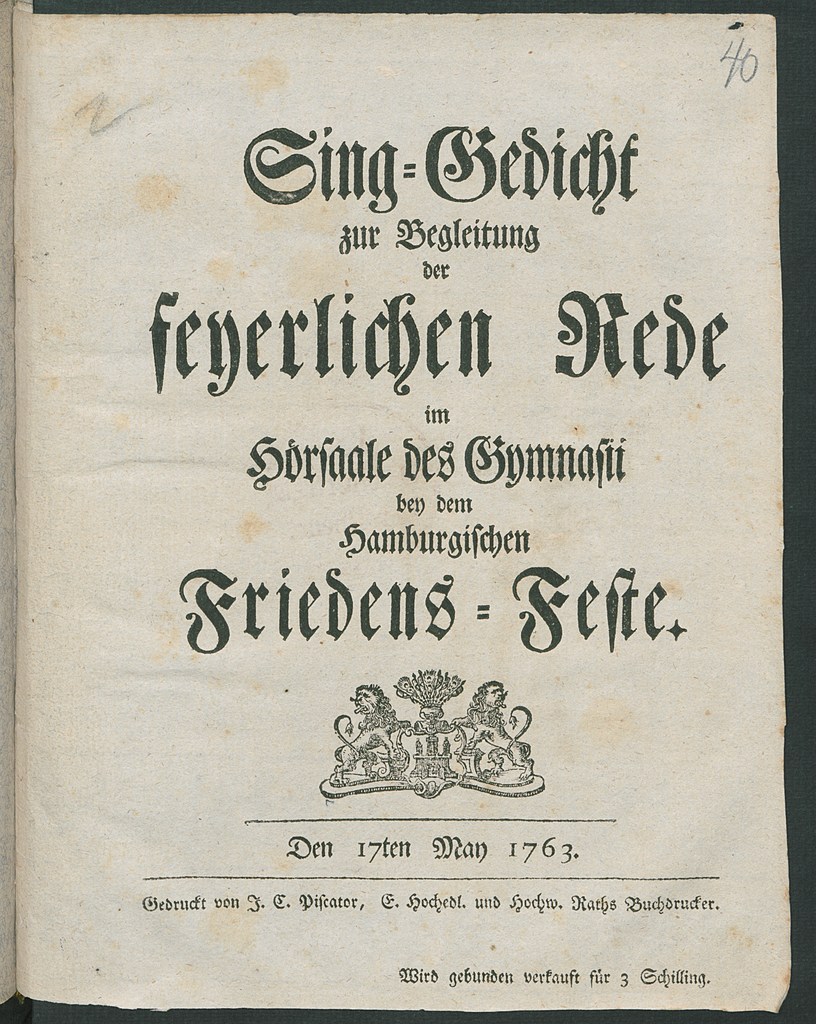 40
Sing=Gedicht
zur Begleitung
der
feyerlichen Rede
im
Hörsaale des Gymnasii
bey dem
Hamburgischen
Friedens=Feste.
Den 17ten May 1763.
Gedruckt von J. C. Piscator, E. Hochedl. und Hochw. Raths Buchdrucker.
Wird gebunden verkauft für 3 Schilling.